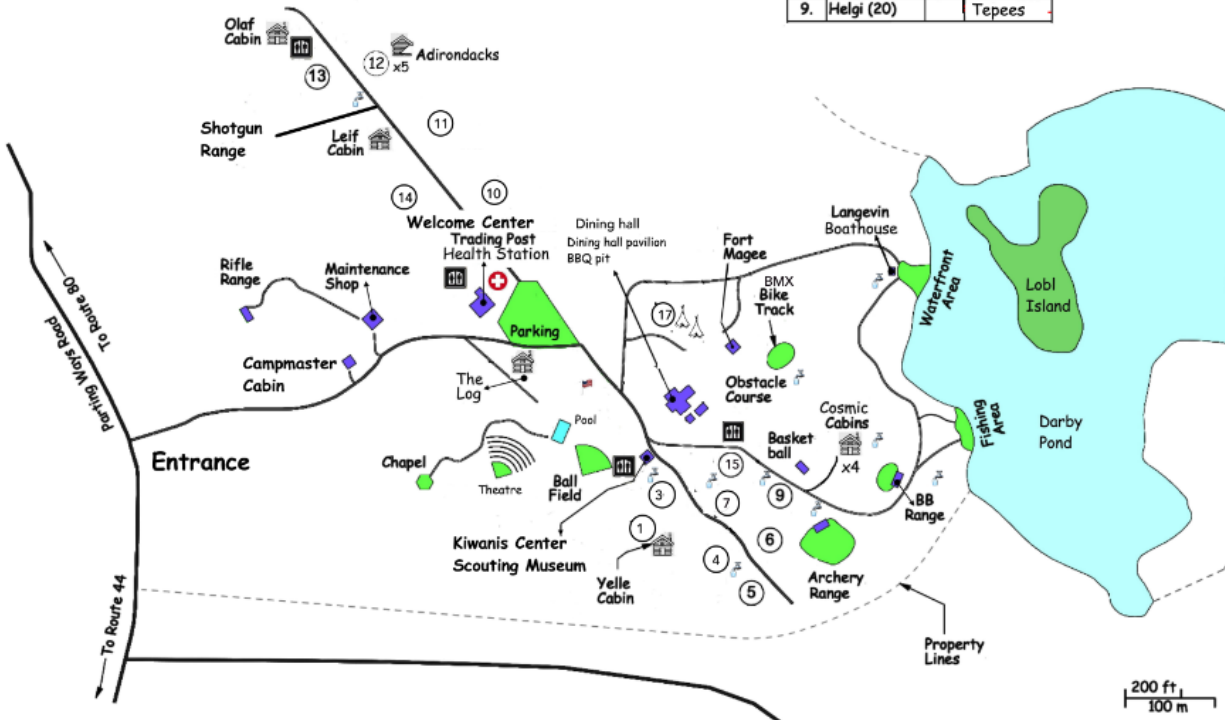 9. Helgi (20) Tepees
Olaf
Cabin
13
12
x5
Adirondacks
11
Shotgun
Range
Leif
Cabin
14
10
Welcome Center
Trading Post
Health Station
Dining hall
Dining hall pavilion
BBQ pit
Fort
Magee
Langevin
Boathouse
Waterfront
Area
Lobl
Island
Rifle
Range
Maintenance
Shop
To Route 80
Parting Ways Road
Parking
17
BMX
Bike
Track
Campmaster
Cabin
The
Log
Obstacle
Course
Cosmic
Cabins
x4
Fishing
Area
Darby
Pond
Pool
Basket
ball
Entrance
Chapel
Theatre
Ball
Field
15
3
7
9
BB
Range
Kiwanis Center
Scouting Museum
1
Yelle
Cabin
4
6
5
Archery
Range
To Route 44
Property
Lines
200 ft
100 m